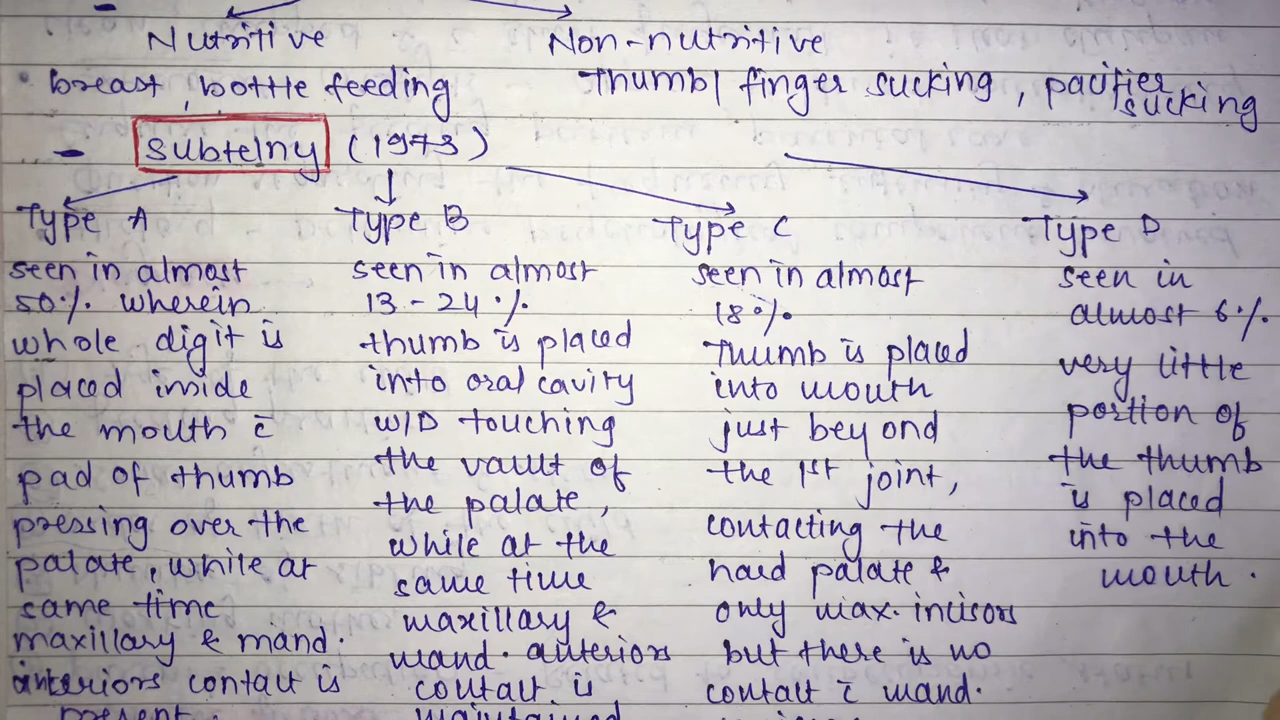 Nutritive
Non-nutritive
• breast, bottle feeding
Thumb/ finger sucking, pacifier
sucking
- Subtelny (1973)
Type A
seen in almost
50%. wherein
whole digit is
placed inside
the mouth c̄
pad of thumb
pressing over the
palate, while at
same time
maxillary & mand.
anteriors contact is
present.
Type B
seen in almost
13 - 24 %.
thumb is placed
into oral cavity
w/o touching
the vault of
the palate,
while at the
same time
maxillary &
mand. anteriors
contact is
maintained
Type C
seen in almost
18%.
Thumb is placed
into mouth
just beyond
the 1st joint,
contacting the
hard palate &
only max. incisors
but there is no
contact c̄ mand.
Type D
seen in
almost 6%.
very little
portion of
the thumb
is placed
into the
mouth.